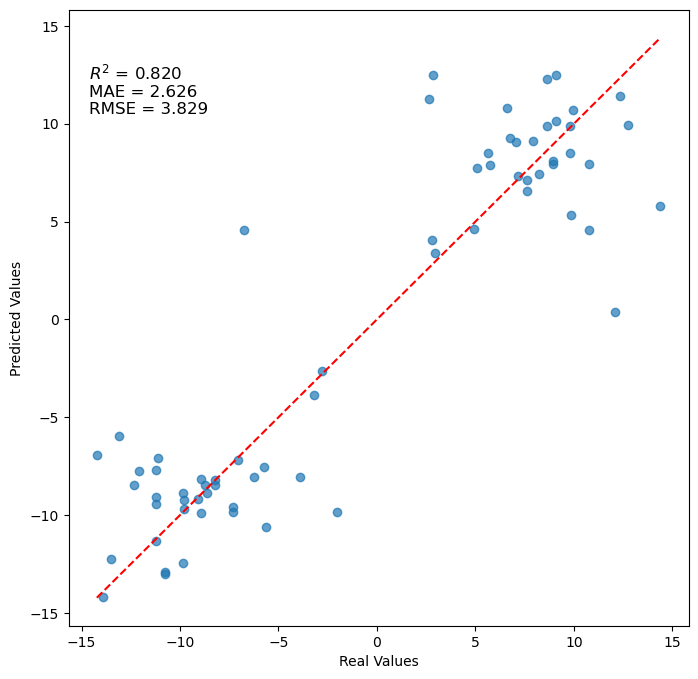 R² = 0.820
MAE = 2.626
RMSE = 3.829
15
10
5
0
−5
−10
−15
Predicted Values
−15 −10 −5 0 5 10 15
Real Values